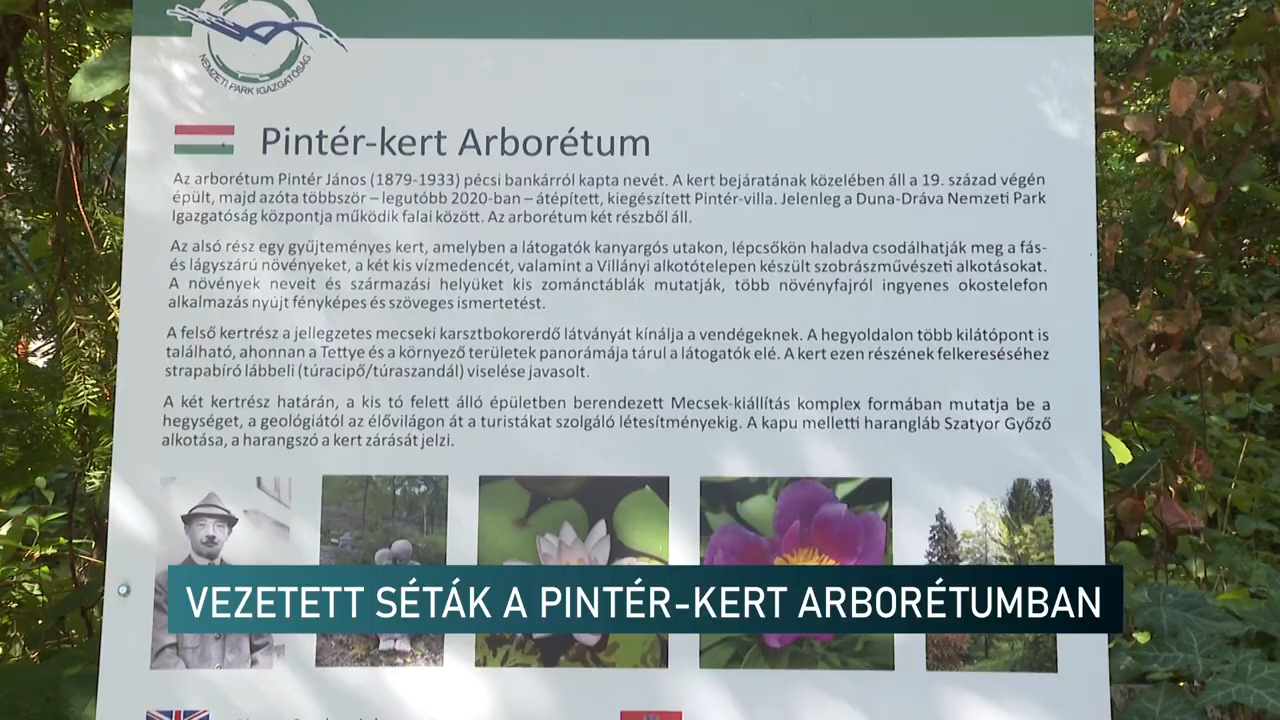 NEMZETI PARK IGAZGATÓSÁG
Pintér-kert Arborétum
Az arborétum Pintér János (1879-1933) pécsi bankárról kapta nevét. A kert bejáratának közelében áll a 19. század végén
épült, majd azóta többször – legutóbb 2020-ban – átépített, kiegészített Pintér-villa. Jelenleg a Duna-Dráva Nemzeti Park
Igazgatóság központja működik falai között. Az arborétum két részből áll.
Az alsó rész egy gyűjteményes kert, amelyben a látogatók kanyargós utakon, lépcsőkön haladva csodálhatják meg a fás-
és lágyszárú növényeket, a két kis vízmedencét, valamint a Villányi alkotótelepen készült szobrászművészeti alkotásokat.
A növények neveit és származási helyüket kis zománctáblák mutatják, több növényfajról ingyenes okostelefon
alkalmazás nyújt fényképes és szöveges ismertetést.
A felső kertrész a jellegzetes mecseki karsztbokorerdő látványát kínálja a vendégeknek. A hegyoldalon több kilátópont is
található, ahonnan a Tettye és a környező területek panorámája tárul a látogatók elé. A kert ezen részének felkereséséhez
strapabíró lábbeli (túracipő/túraszandál) viselése javasolt.
A két kertrész határán, a kis tó felett álló épületben berendezett Mecsek-kiállítás komplex formában mutatja be a
hegységet, a geológiától az élővilágon át a turistákat szolgáló létesítményekig. A kapu melletti harangláb Szatyor Győző
alkotása, a harangszó a kert zárását jelzi.
VEZETETT SÉTÁK A PINTÉR-KERT ARBORÉTUMBAN